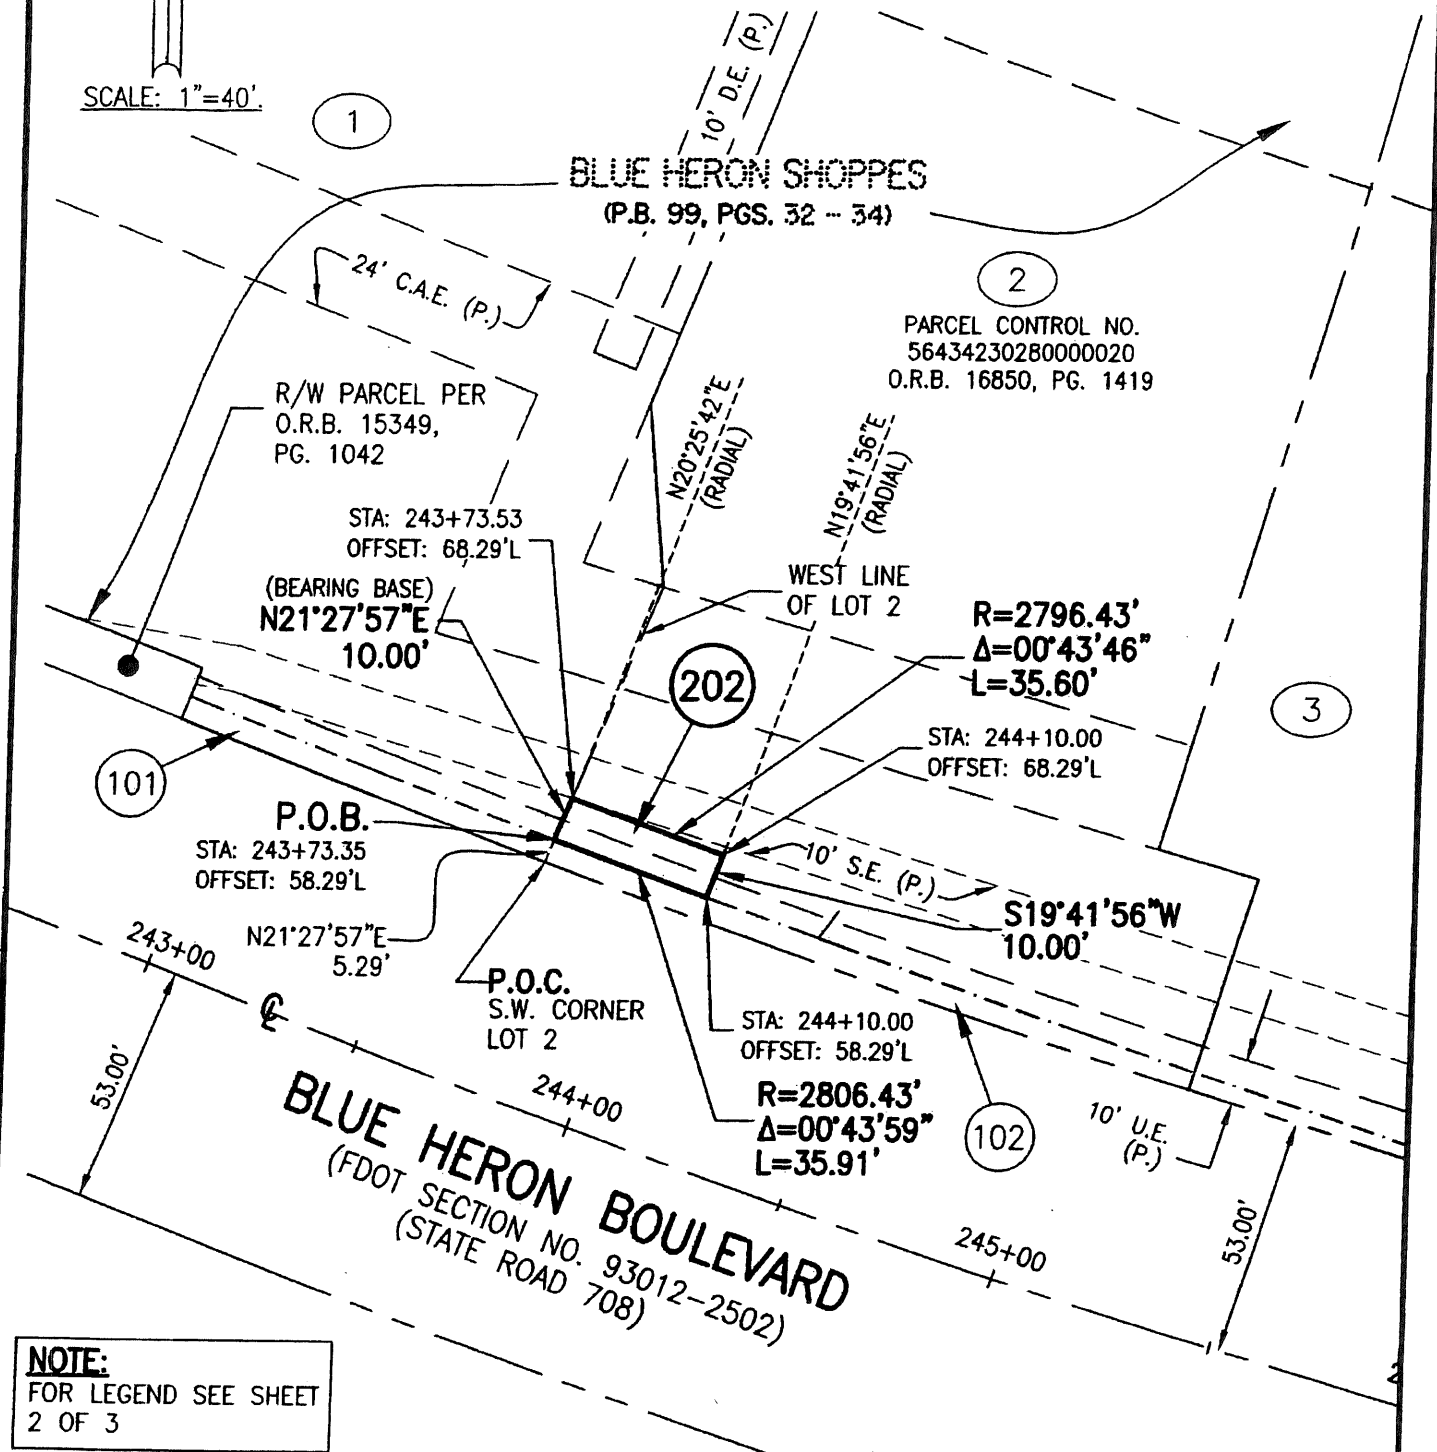 SCALE: 1"=40'.
1
10' D.E. (P.)
BLUE HERON SHOPPES
(P.B. 99, PGS. 32 - 34)
24' C.A.E. (P.)
2
PARCEL CONTROL NO.
56434230280000020
O.R.B. 16850, PG. 1419
R/W PARCEL PER
O.R.B. 15349,
PG. 1042
N20°25'42"E
(RADIAL)
N19°41'56"E
(RADIAL)
STA: 243+73.53
OFFSET: 68.29'L
(BEARING BASE)
N21°27'57"E
10.00'
WEST LINE
OF LOT 2
R=2796.43'
Δ=00°43'46"
L=35.60'
202
3
STA: 244+10.00
OFFSET: 68.29'L
101
P.O.B.
STA: 243+73.35
OFFSET: 58.29'L
10' S.E. (P.)
S19°41'56"W
10.00'
243+00
N21°27'57"E
5.29'
P.O.C.
S.W. CORNER
LOT 2
℄
STA: 244+10.00
OFFSET: 58.29'L
53.00'
244+00
R=2806.43'
Δ=00°43'59"
L=35.91'
102
10' U.E.
(P.)
BLUE HERON BOULEVARD
(FDOT SECTION NO. 93012-2502)
(STATE ROAD 708)
245+00
53.00'
2
NOTE:
FOR LEGEND SEE SHEET
2 OF 3